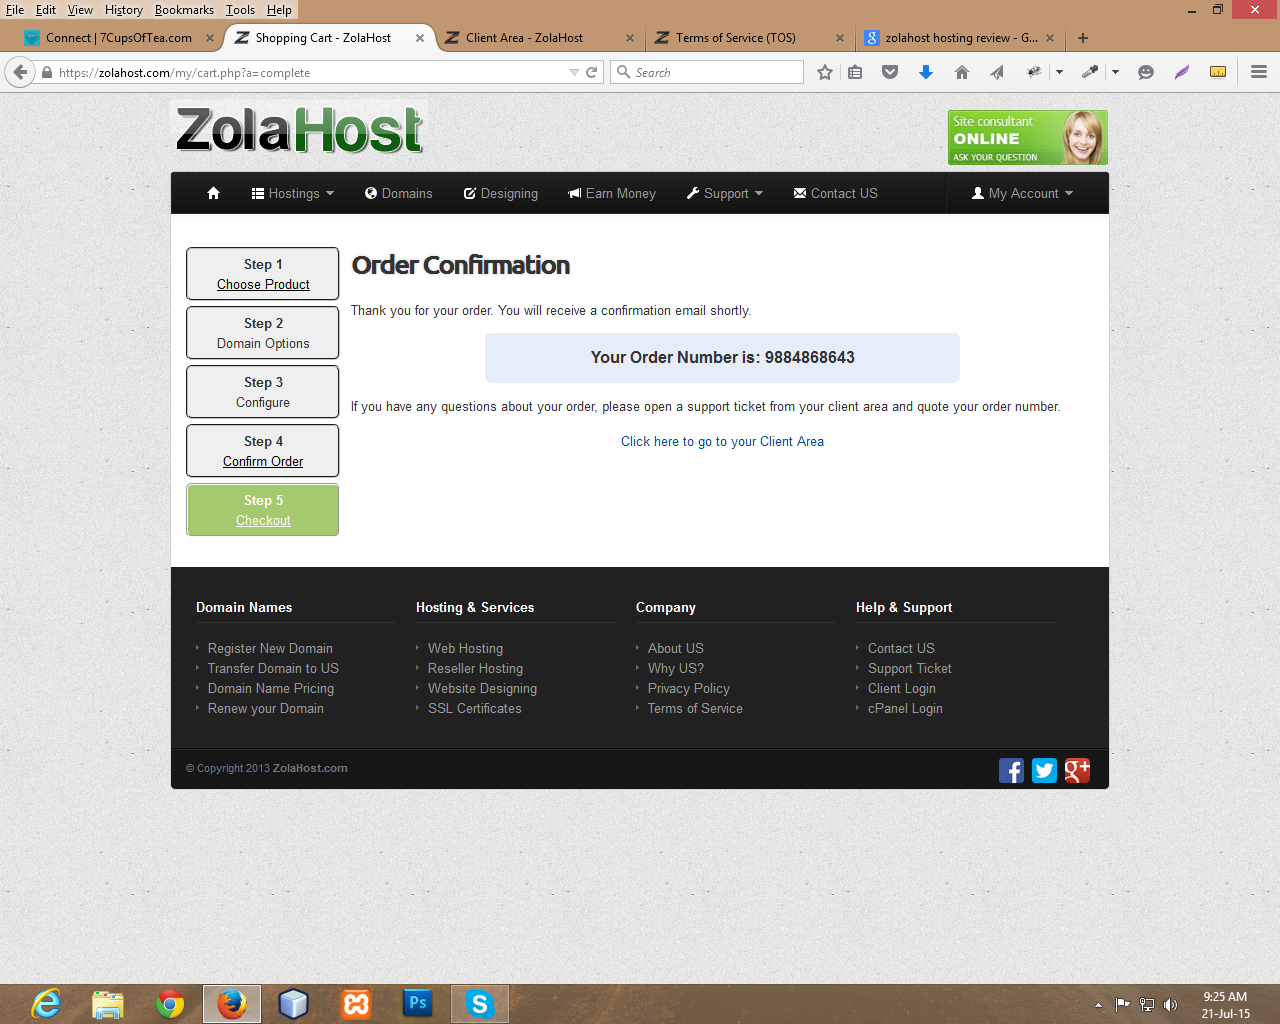 File Edit View History Bookmarks Tools Help
Connect | 7CupsOfTea.com
Shopping Cart - ZolaHost
Client Area - ZolaHost
Terms of Service (TOS)
zolahost hosting review - G...
https://zolahost.com/my/cart.php?a=complete
Search
ZolaHost
Site consultant
ONLINE
ASK YOUR QUESTION
Hostings Domains Designing Earn Money Support Contact US My Account
Step 1
Choose Product
Step 2
Domain Options
Step 3
Configure
Step 4
Confirm Order
Step 5
Checkout
Order Confirmation
Thank you for your order. You will receive a confirmation email shortly.
Your Order Number is: 9884868643
If you have any questions about your order, please open a support ticket from your client area and quote your order number.
Click here to go to your Client Area
Domain Names
Register New Domain
Transfer Domain to US
Domain Name Pricing
Renew your Domain
Hosting & Services
Web Hosting
Reseller Hosting
Website Designing
SSL Certificates
Company
About US
Why US?
Privacy Policy
Terms of Service
Help & Support
Contact US
Support Ticket
Client Login
cPanel Login
© Copyright 2013 ZolaHost.com
Ps
9:25 AM
21-Jul-15